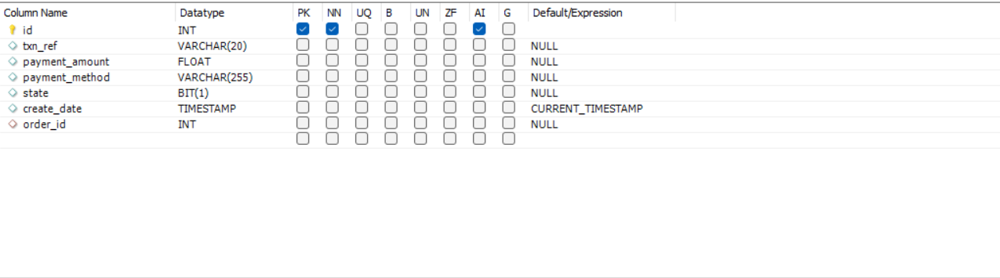 Column Name Datatype PK NN UQ B UN ZF AI G Default/Expression
id INT
txn_ref VARCHAR(20) NULL
payment_amount FLOAT NULL
payment_method VARCHAR(255) NULL
state BIT(1) NULL
create_date TIMESTAMP CURRENT_TIMESTAMP
order_id INT NULL